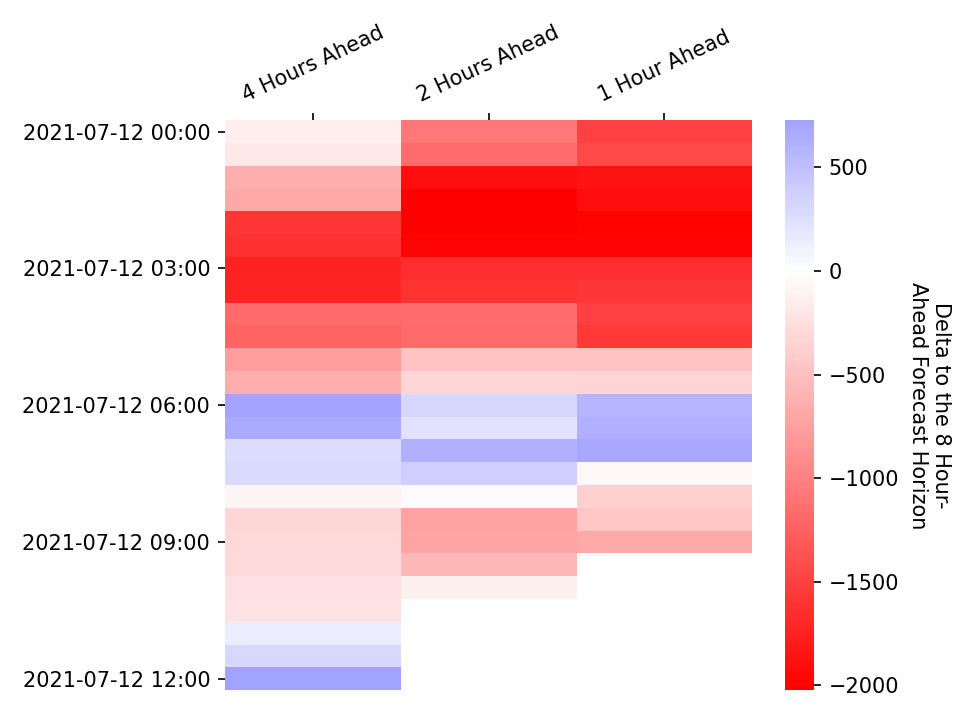 4 Hours Ahead
2 Hours Ahead
1 Hour Ahead
2021-07-12 00:00
2021-07-12 03:00
2021-07-12 06:00
2021-07-12 09:00
2021-07-12 12:00
500
0
−500
−1000
−1500
−2000
Delta to the 8 Hour-
Ahead Forecast Horizon